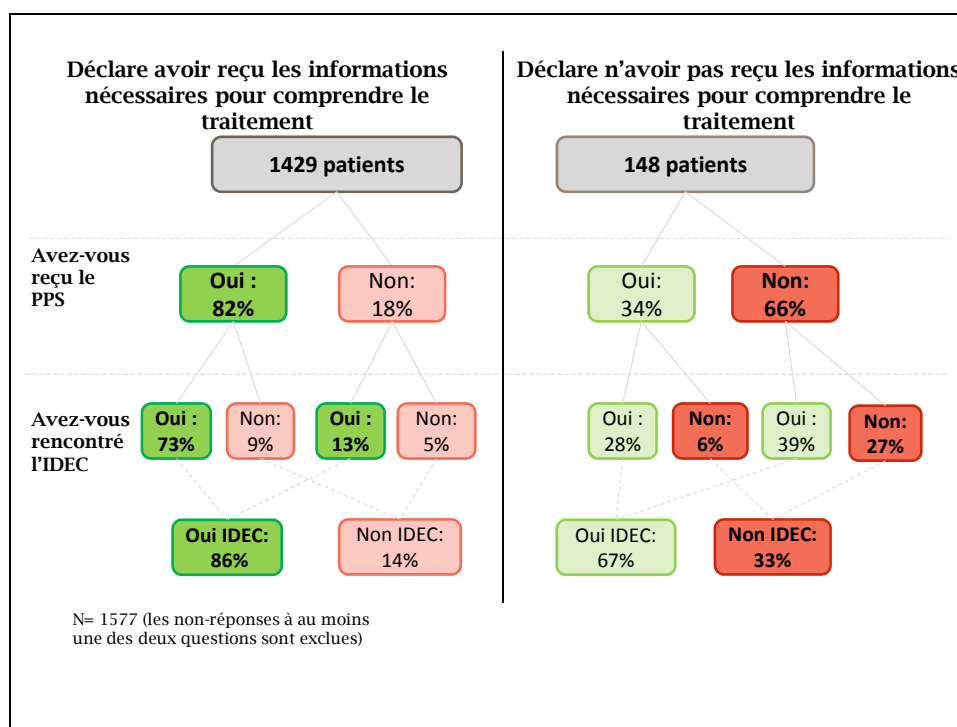 Déclare avoir reçu les informations
nécessaires pour comprendre le
traitement
1429 patients
Déclare n'avoir pas reçu les informations
nécessaires pour comprendre le
traitement
148 patients
Avez-vous
reçu le
PPS
Oui :
82%
Non:
18%
Oui:
34%
Non:
66%
Avez-vous
rencontré
l'IDEC
Oui :
73%
Non:
9%
Oui :
13%
Non:
5%
Oui :
28%
Non:
6%
Oui :
39%
Non:
27%
Oui IDEC:
86%
Non IDEC:
14%
Oui IDEC:
67%
Non IDEC:
33%
N= 1577 (les non-réponses à au moins
une des deux questions sont exclues)